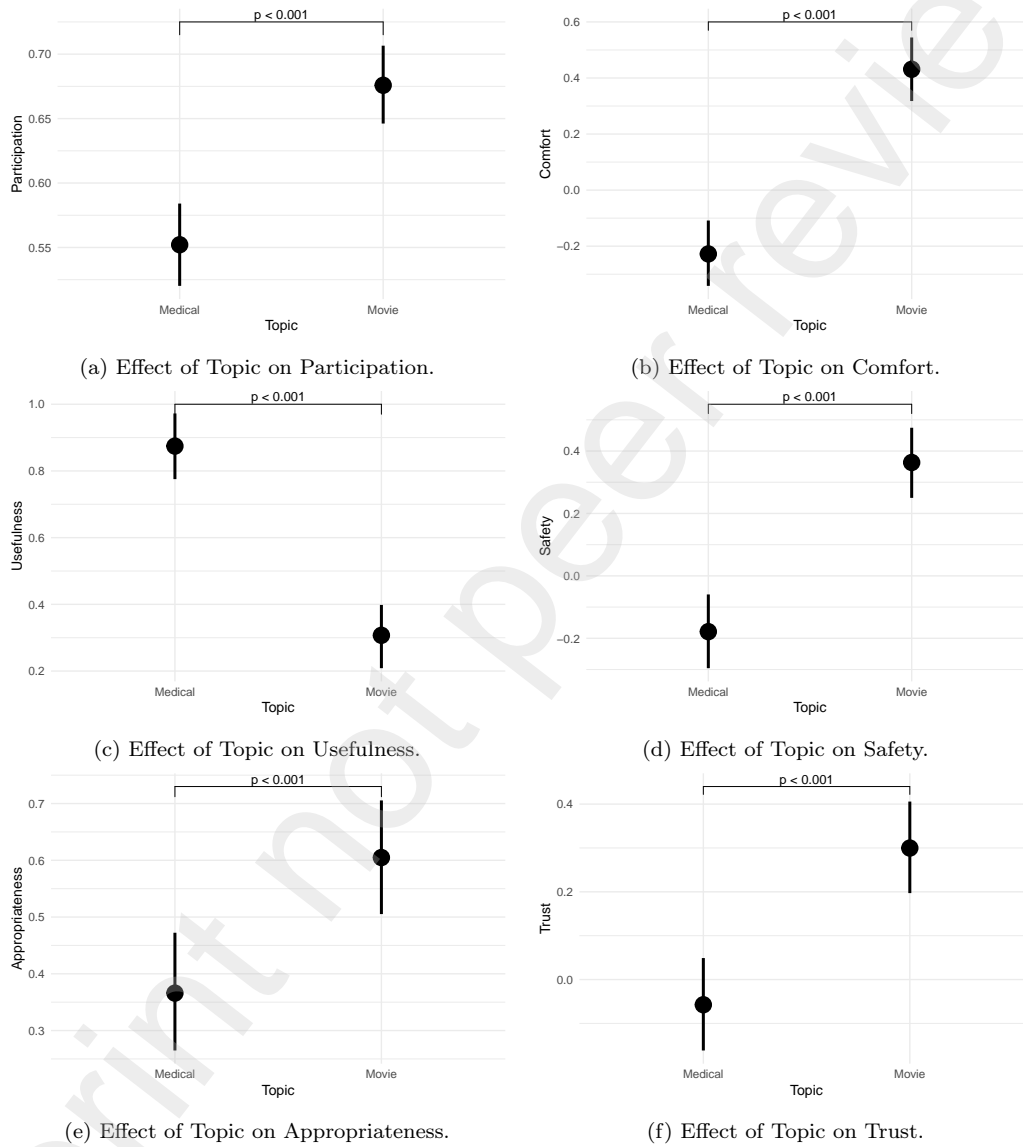 p < 0.001
0.70
0.65
0.60
0.55
Participation
Medical
Movie
Topic
(a) Effect of Topic on Participation.
p < 0.001
0.6
0.4
0.2
0.0
−0.2
Comfort
Medical
Movie
Topic
(b) Effect of Topic on Comfort.
p < 0.001
1.0
0.8
0.6
0.4
0.2
Usefulness
Medical
Movie
Topic
(c) Effect of Topic on Usefulness.
p < 0.001
0.4
0.2
0.0
−0.2
Safety
Medical
Movie
Topic
(d) Effect of Topic on Safety.
p < 0.001
0.7
0.6
0.5
0.4
0.3
Appropriateness
Medical
Movie
Topic
(e) Effect of Topic on Appropriateness.
p < 0.001
0.4
0.2
0.0
Trust
Medical
Movie
Topic
(f) Effect of Topic on Trust.
rint not peer revie